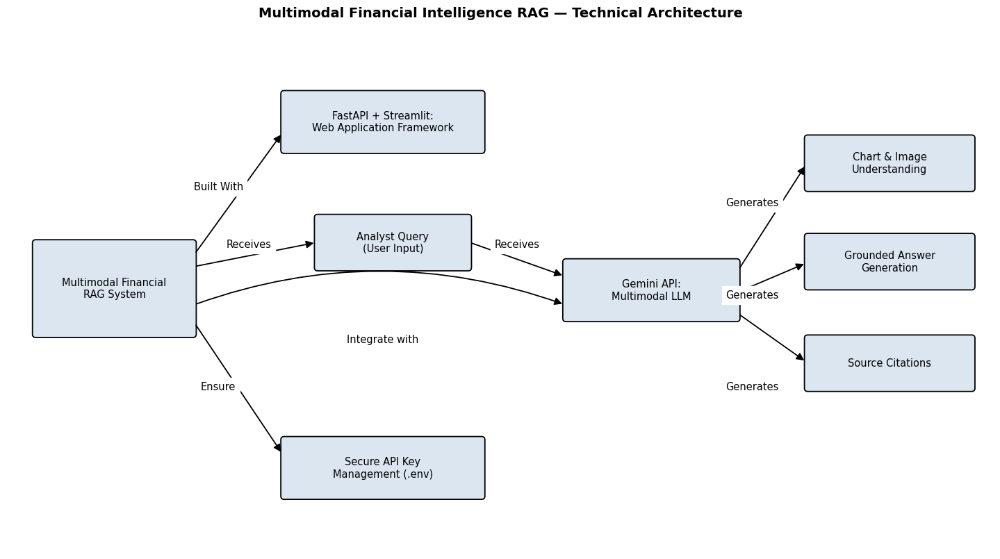 Multimodal Financial Intelligence RAG — Technical Architecture
FastAPI + Streamlit:
Web Application Framework
Built With
Receives
Analyst Query
(User Input)
Receives
Multimodal Financial
RAG System
Gemini API:
Multimodal LLM
Integrate with
Ensure
Secure API Key
Management (.env)
Generates
Chart & Image
Understanding
Generates
Grounded Answer
Generation
Generates
Source Citations